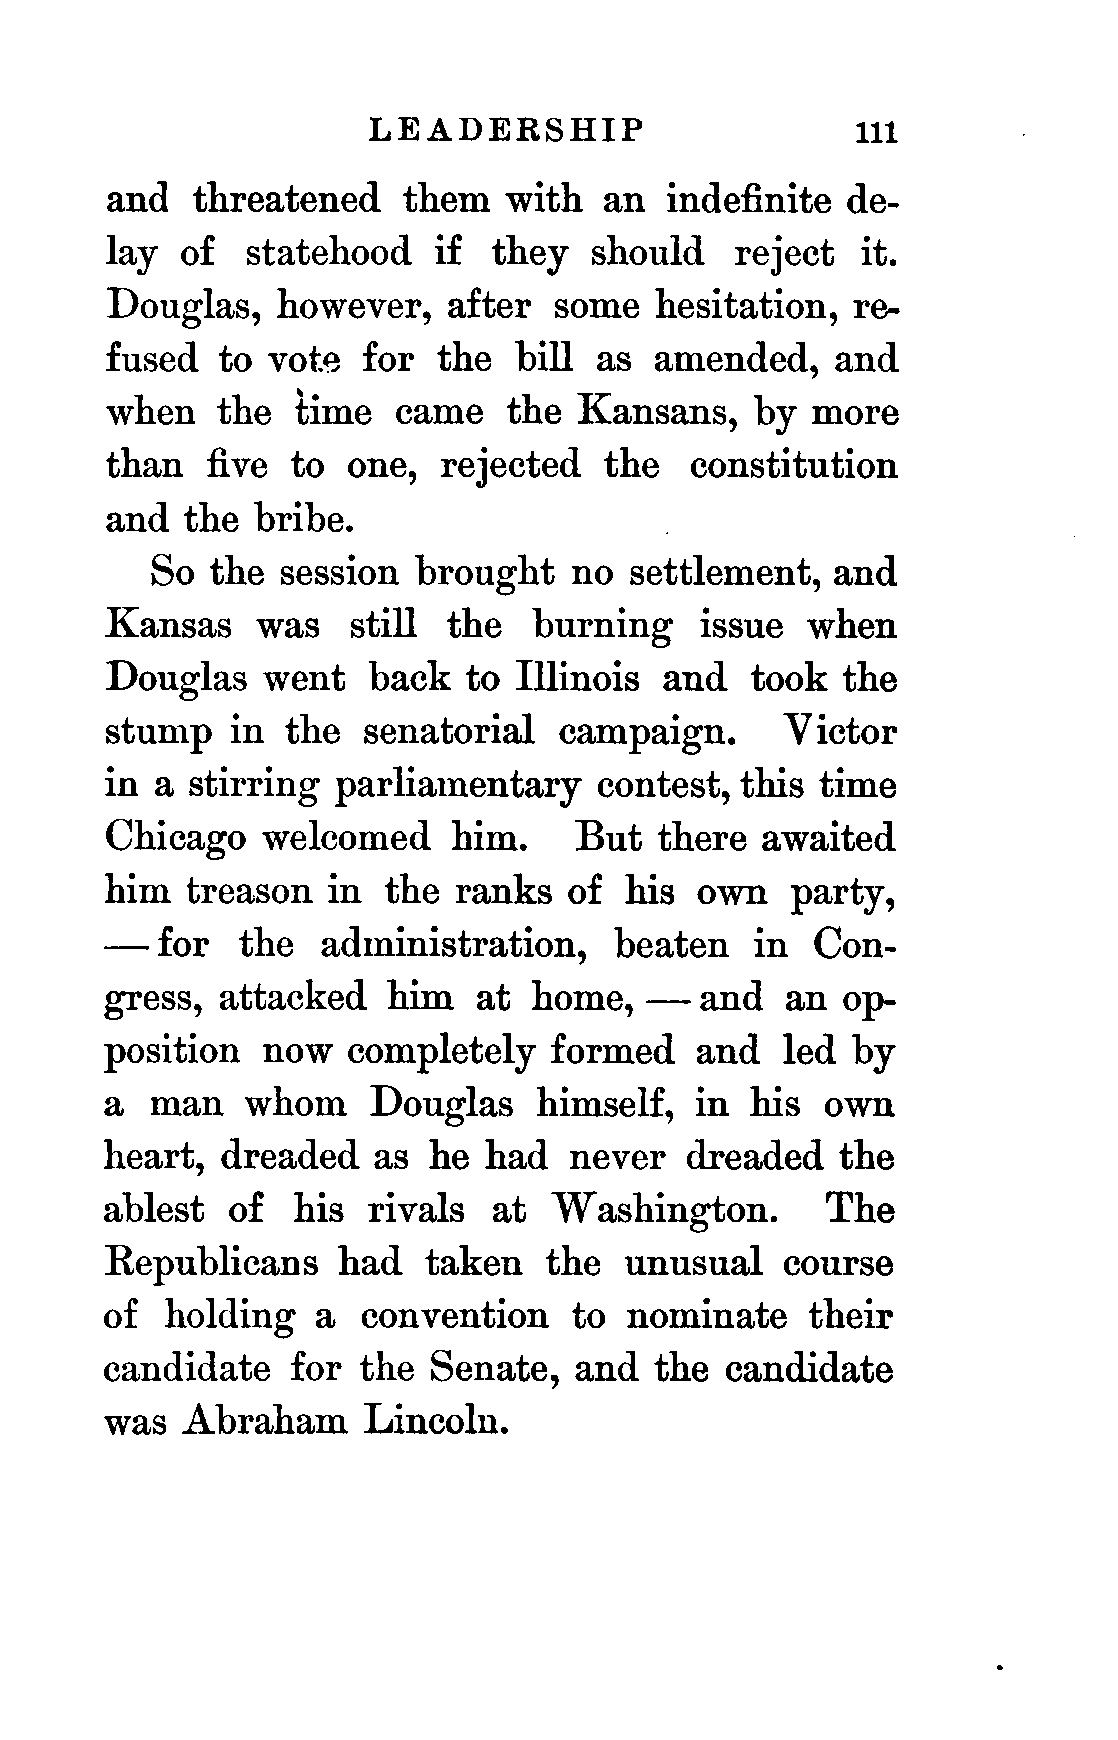 LEADERSHIP 111
and threatened them with an indefinite de-
lay of statehood if they should reject it.
Douglas, however, after some hesitation, re-
fused to vote for the bill as amended, and
when the time came the Kansans, by more
than five to one, rejected the constitution
and the bribe.
So the session brought no settlement, and
Kansas was still the burning issue when
Douglas went back to Illinois and took the
stump in the senatorial campaign. Victor
in a stirring parliamentary contest, this time
Chicago welcomed him. But there awaited
him treason in the ranks of his own party,
— for the administration, beaten in Con-
gress, attacked him at home, — and an op-
position now completely formed and led by
a man whom Douglas himself, in his own
heart, dreaded as he had never dreaded the
ablest of his rivals at Washington. The
Republicans had taken the unusual course
of holding a convention to nominate their
candidate for the Senate, and the candidate
was Abraham Lincoln.